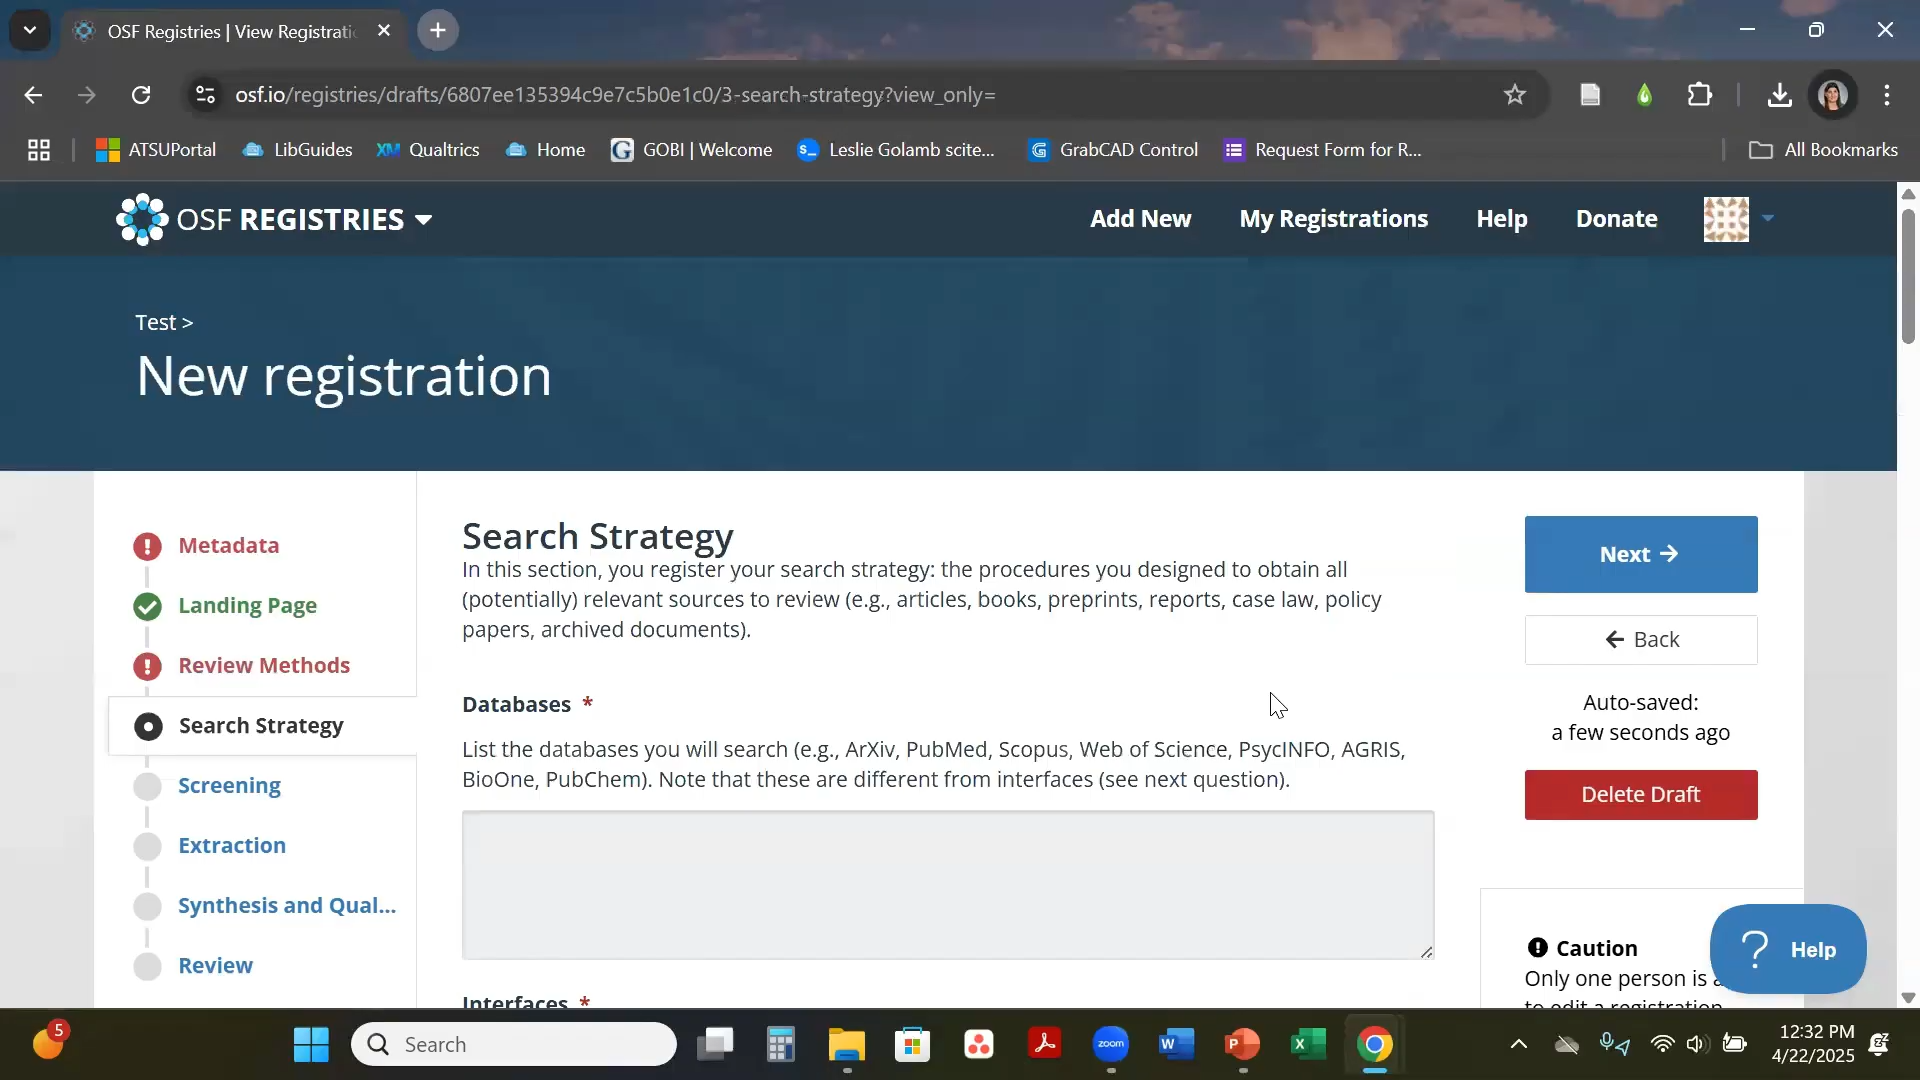 OSF Registries | View Registrati
osf.io/registries/drafts/6807ee135394c9e7c5b0e1c0/3-search-strategy?view_only=
ATSUPortal
LibGuides
XM Qualtrics
Home
G GOBI | Welcome
Leslie Golamb scite...
GrabCAD Control
Request Form for R...
All Bookmarks
OSF REGISTRIES
Add New
My Registrations
Help
Donate
Test >
New registration
Metadata
Landing Page
Review Methods
Search Strategy
Screening
Extraction
Synthesis and Qual...
Review
Search Strategy
In this section, you register your search strategy: the procedures you designed to obtain all
(potentially) relevant sources to review (e.g., articles, books, preprints, reports, case law, policy
papers, archived documents).
Databases *
List the databases you will search (e.g., ArXiv, PubMed, Scopus, Web of Science, PsycINFO, AGRIS,
BioOne, PubChem). Note that these are different from interfaces (see next question).
Interfaces *
Next
Back
Auto-saved:
a few seconds ago
Delete Draft
Caution
Only one person is
to edit a registration
? Help
5
Search
zoom
W
P
X
12:32 PM
4/22/2025